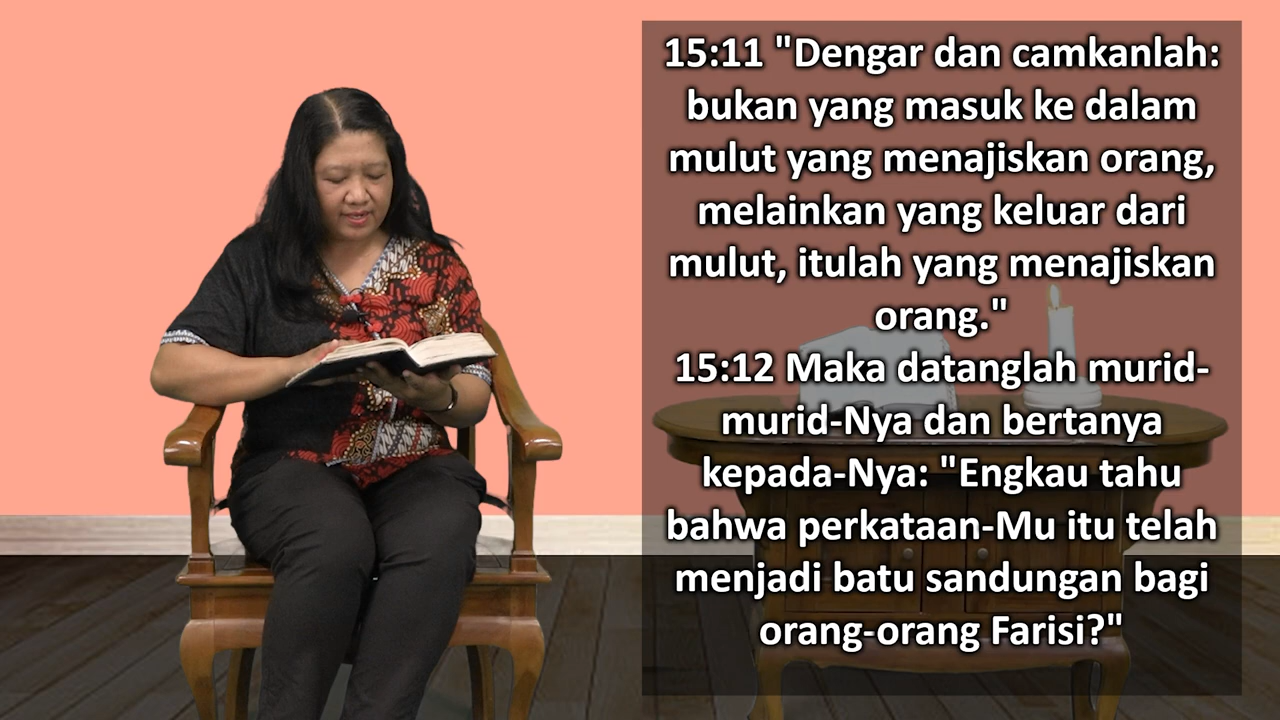 15:11 "Dengar dan camkanlah:
bukan yang masuk ke dalam
mulut yang menajiskan orang,
melainkan yang keluar dari
mulut, itulah yang menajiskan
orang."
15:12 Maka datanglah murid-
murid-Nya dan bertanya
kepada-Nya: "Engkau tahu
bahwa perkataan-Mu itu telah
menjadi batu sandungan bagi
orang-orang Farisi?"